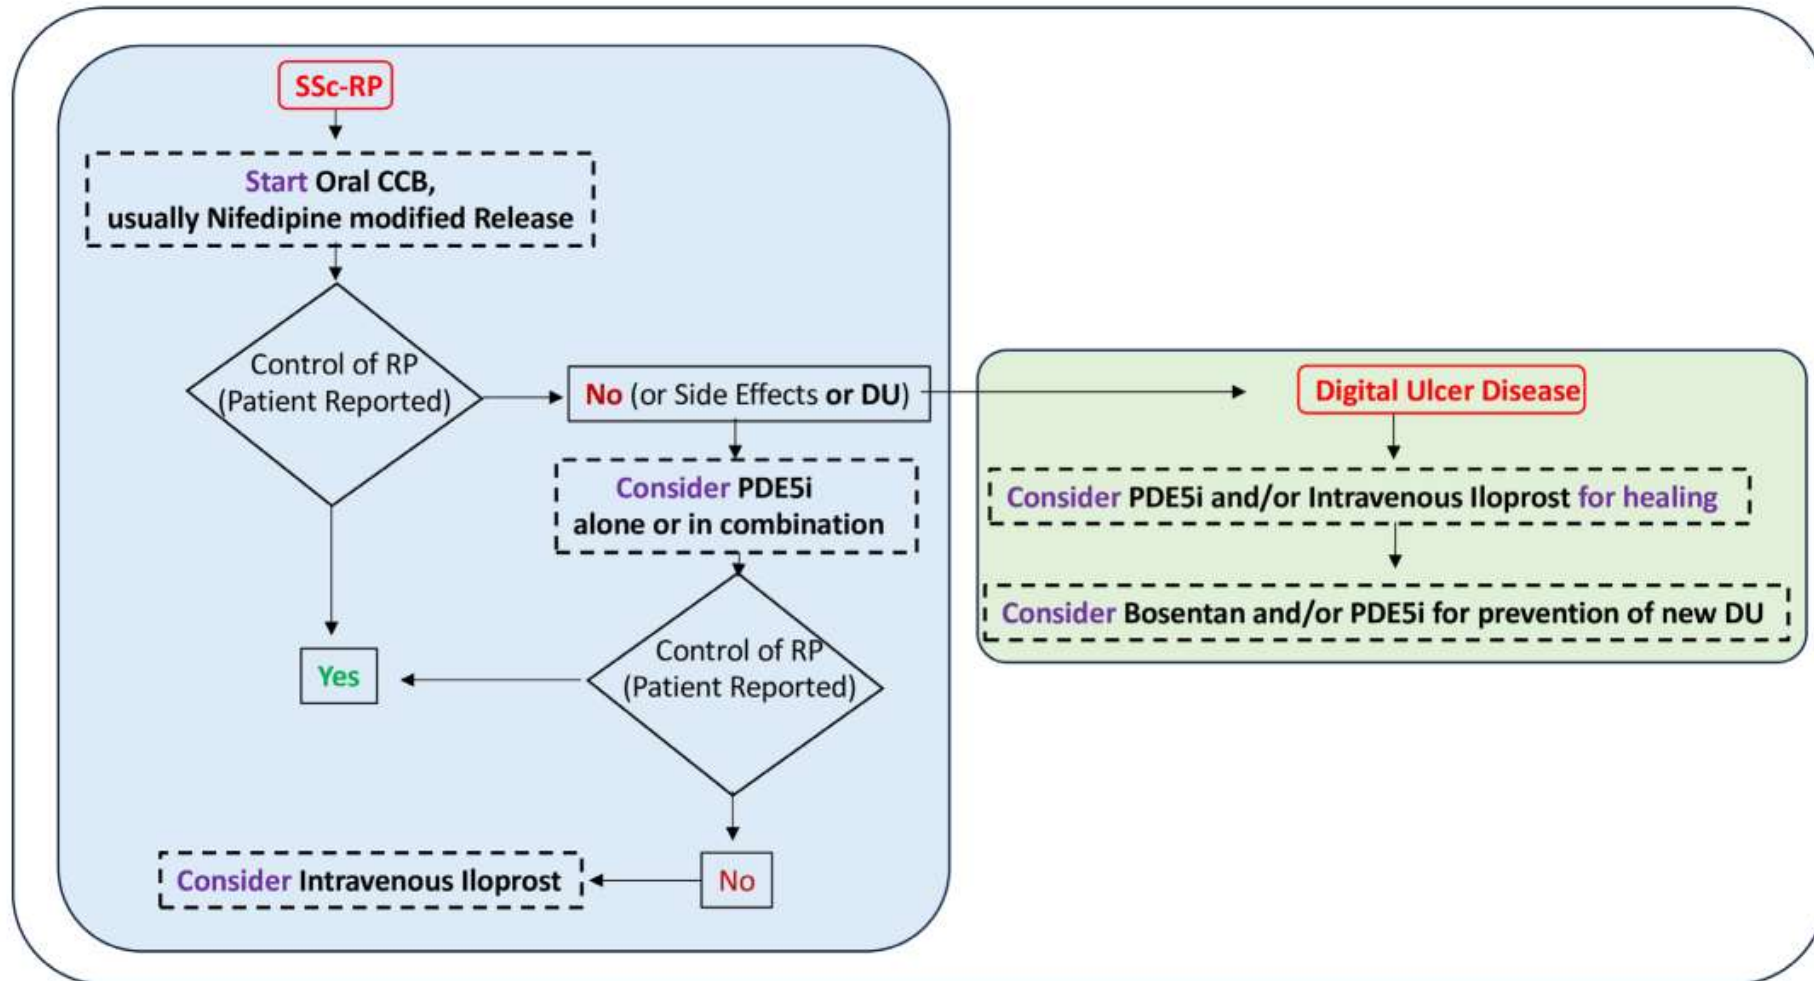 SSc-RP
Start Oral CCB,
usually Nifedipine modified Release
Control of RP
(Patient Reported)
No (or Side Effects or DU)
Consider PDE5i
alone or in combination
Control of RP
(Patient Reported)
Yes
No
Consider Intravenous Iloprost
Digital Ulcer Disease
Consider PDE5i and/or Intravenous Iloprost for healing
Consider Bosentan and/or PDE5i for prevention of new DU